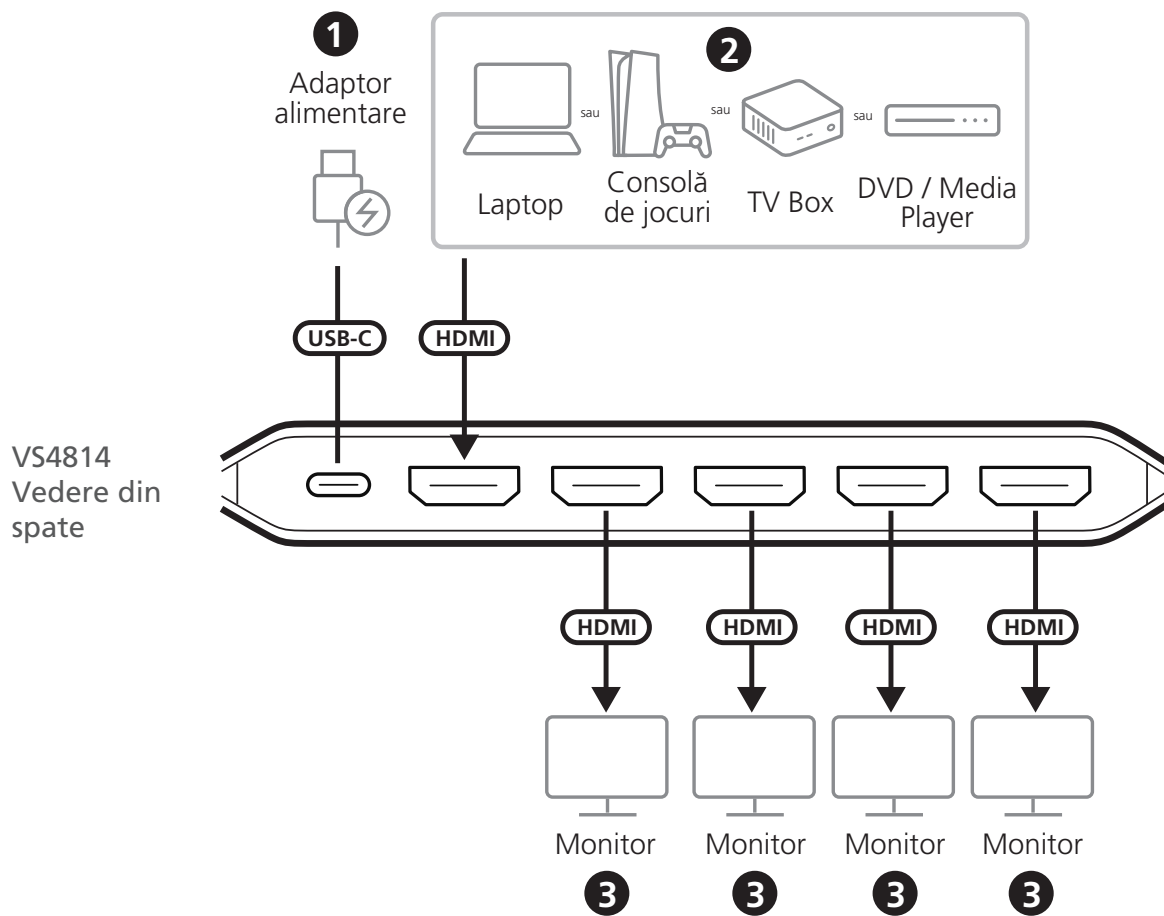 1
Adaptor
alimentare
2
sau
sau
sau
Laptop
Consolă
de jocuri
TV Box
DVD / Media
Player
USB-C
HDMI
VS4814
Vedere din
spate
HDMI
HDMI
HDMI
HDMI
Monitor
Monitor
Monitor
Monitor
3
3
3
3